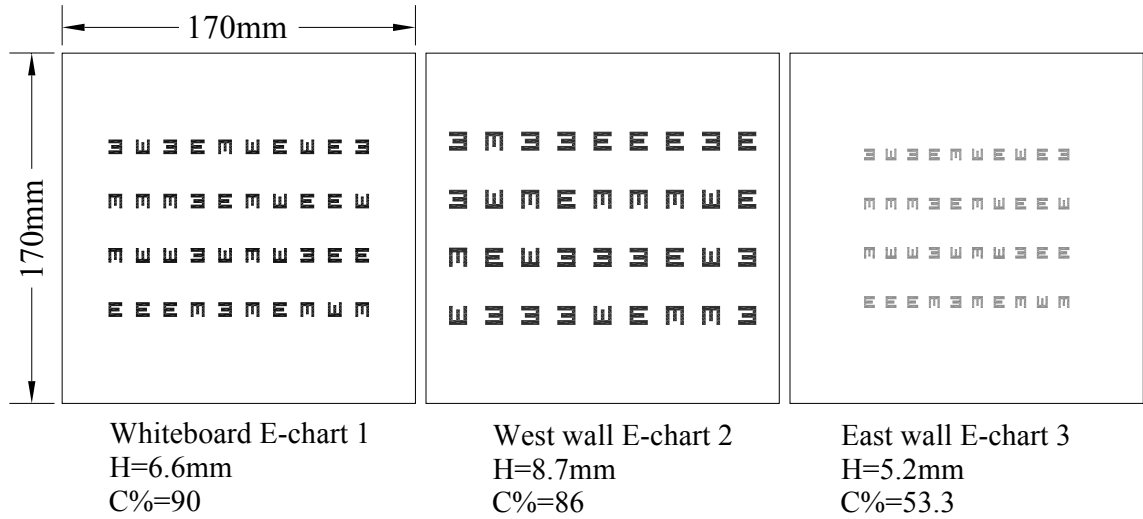 170mm
170mm
Whiteboard E-chart 1
H=6.6mm
C%=90
West wall E-chart 2
H=8.7mm
C%=86
East wall E-chart 3
H=5.2mm
C%=53.3